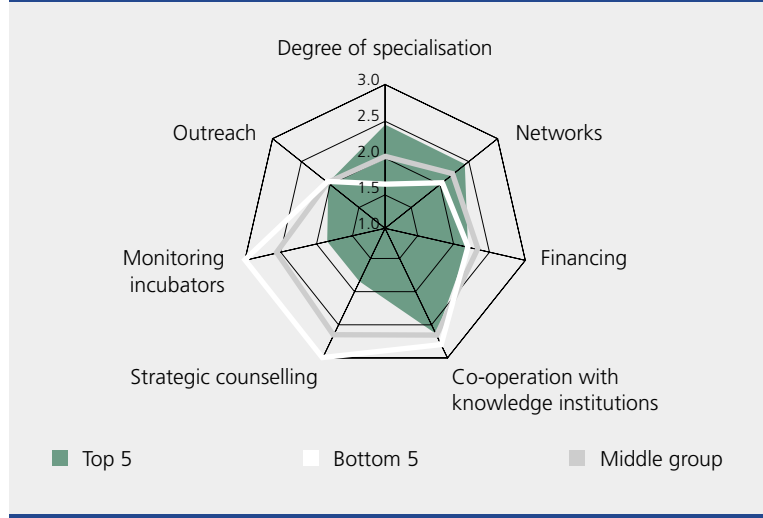 Degree of specialisation
3.0
2.5
2.0
1.5
1.0
Outreach
Networks
Monitoring
incubators
Financing
Strategic counselling
Co-operation with
knowledge institutions
Top 5
Bottom 5
Middle group